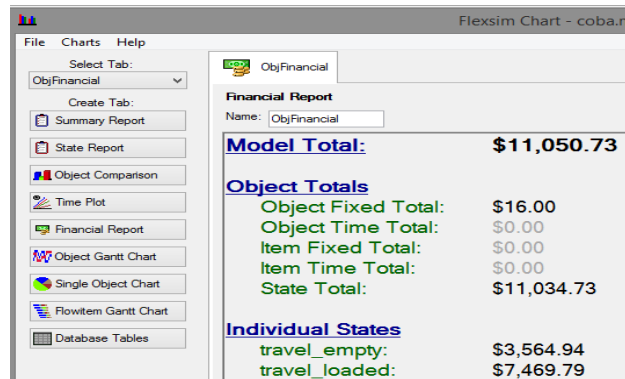 Flexsim Chart - coba.
File Charts Help
Select Tab:
ObjFinancial
Create Tab:
Summary Report
State Report
Object Comparison
Time Plot
Financial Report
Object Gantt Chart
Single Object Chart
Flowitem Gantt Chart
Database Tables
ObjFinancial
Financial Report
Name: ObjFinancial
Model Total: $11,050.73
Object Totals
Object Fixed Total: $16.00
Object Time Total: $0.00
Item Fixed Total: $0.00
Item Time Total: $0.00
State Total: $11,034.73
Individual States
travel_empty: $3,564.94
travel_loaded: $7,469.79